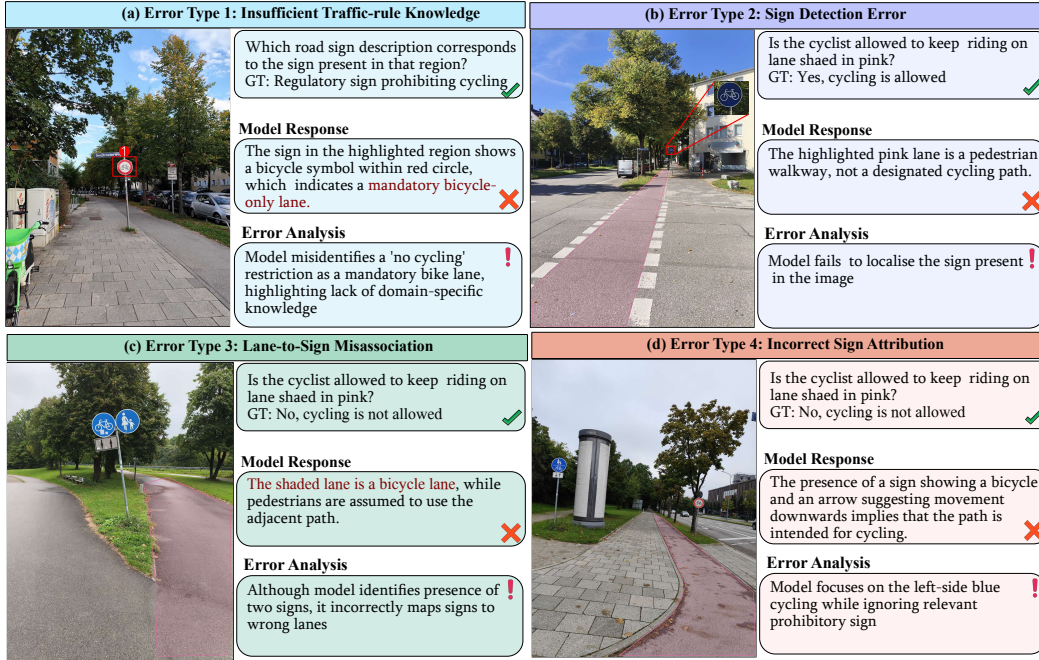 (a) Error Type 1: Insufficient Traffic-rule Knowledge
Which road sign description corresponds
to the sign present in that region?
GT: Regulatory sign prohibiting cycling
1
Model Response
The sign in the highlighted region shows
a bicycle symbol within red circle,
which indicates a mandatory bicycle-
only lane.
Error Analysis
Model misidentifies a 'no cycling'
restriction as a mandatory bike lane,
highlighting lack of domain-specific
knowledge
(b) Error Type 2: Sign Detection Error
Is the cyclist allowed to keep riding on
lane shaed in pink?
GT: Yes, cycling is allowed
Model Response
The highlighted pink lane is a pedestrian
walkway, not a designated cycling path.
Error Analysis
Model fails to localise the sign present
in the image
(c) Error Type 3: Lane-to-Sign Misassociation
Is the cyclist allowed to keep riding on
lane shaed in pink?
GT: No, cycling is not allowed
Model Response
The shaded lane is a bicycle lane, while
pedestrians are assumed to use the
adjacent path.
Error Analysis
Although model identifies presence of
two signs, it incorrectly maps signs to
wrong lanes
(d) Error Type 4: Incorrect Sign Attribution
Is the cyclist allowed to keep riding on
lane shaed in pink?
GT: No, cycling is not allowed
Model Response
The presence of a sign showing a bicycle
and an arrow suggesting movement
downwards implies that the path is
intended for cycling.
Error Analysis
Model focuses on the left-side blue
cycling while ignoring relevant
prohibitory sign